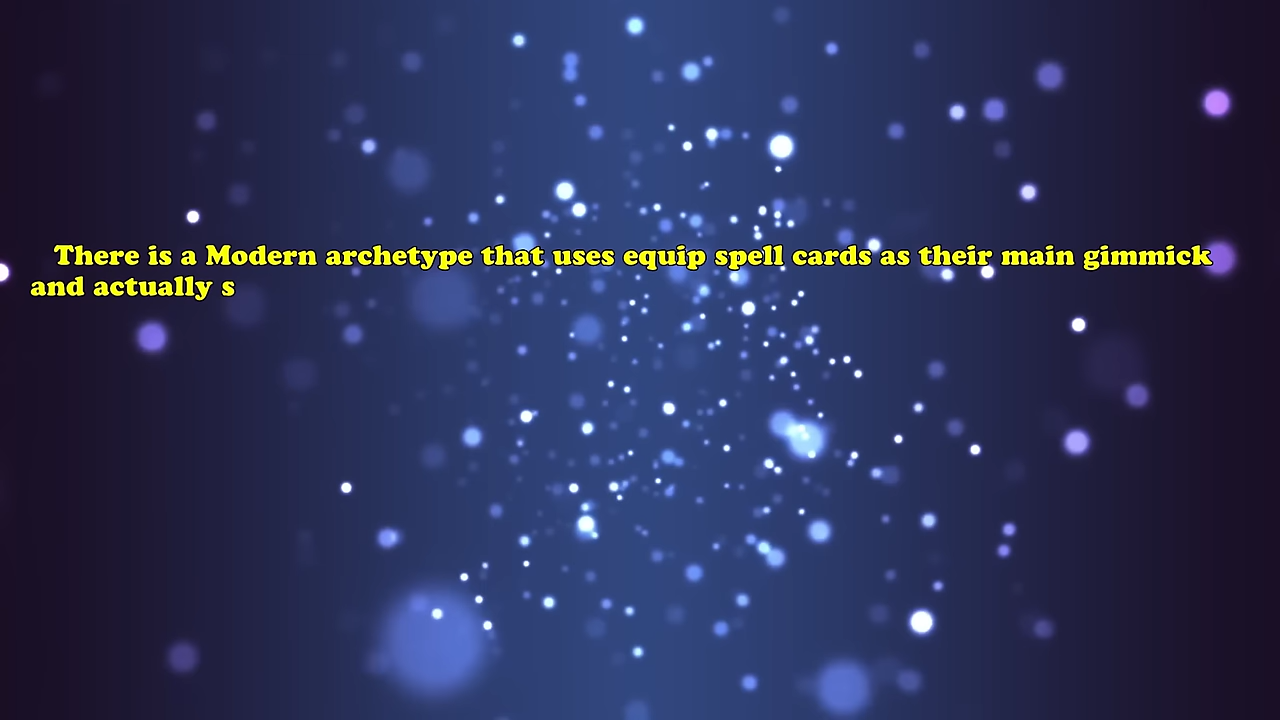 There is a Modern archetype that uses equip spell cards as their main gimmick
and actually s